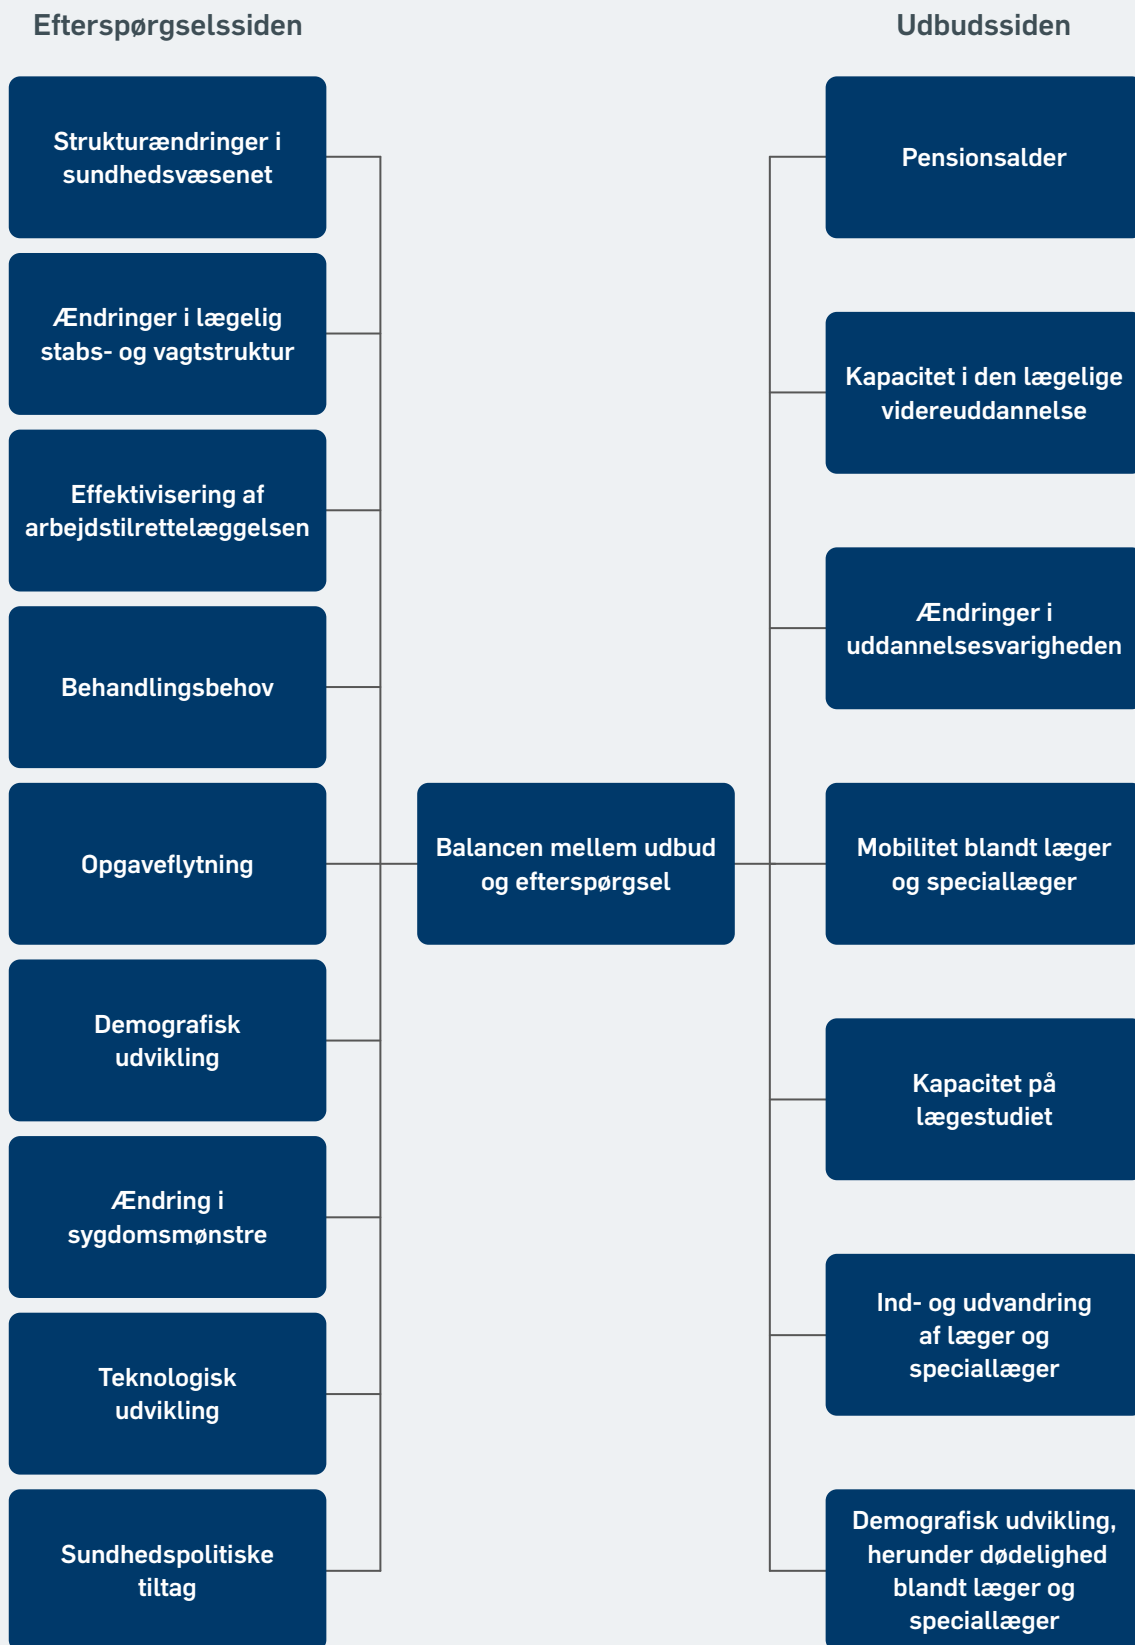 Efterspørgselssiden
Strukturændringer i
sundhedsvæsenet
Ændringer i lægelig
stabs- og vagtstruktur
Effektivisering af
arbejdstilrettelæggelsen
Behandlingsbehov
Opgaveflytning
Demografisk
udvikling
Ændring i
sygdomsmønstre
Teknologisk
udvikling
Sundhedspolitiske
tiltag
Balancen mellem udbud
og efterspørgsel
Udbudssiden
Pensionsalder
Kapacitet i den lægelige
videreuddannelse
Ændringer i
uddannelsesvarigheden
Mobilitet blandt læger
og speciallæger
Kapacitet på
lægestudiet
Ind- og udvandring
af læger og
speciallæger
Demografisk udvikling,
herunder dødelighed
blandt læger og
speciallæger